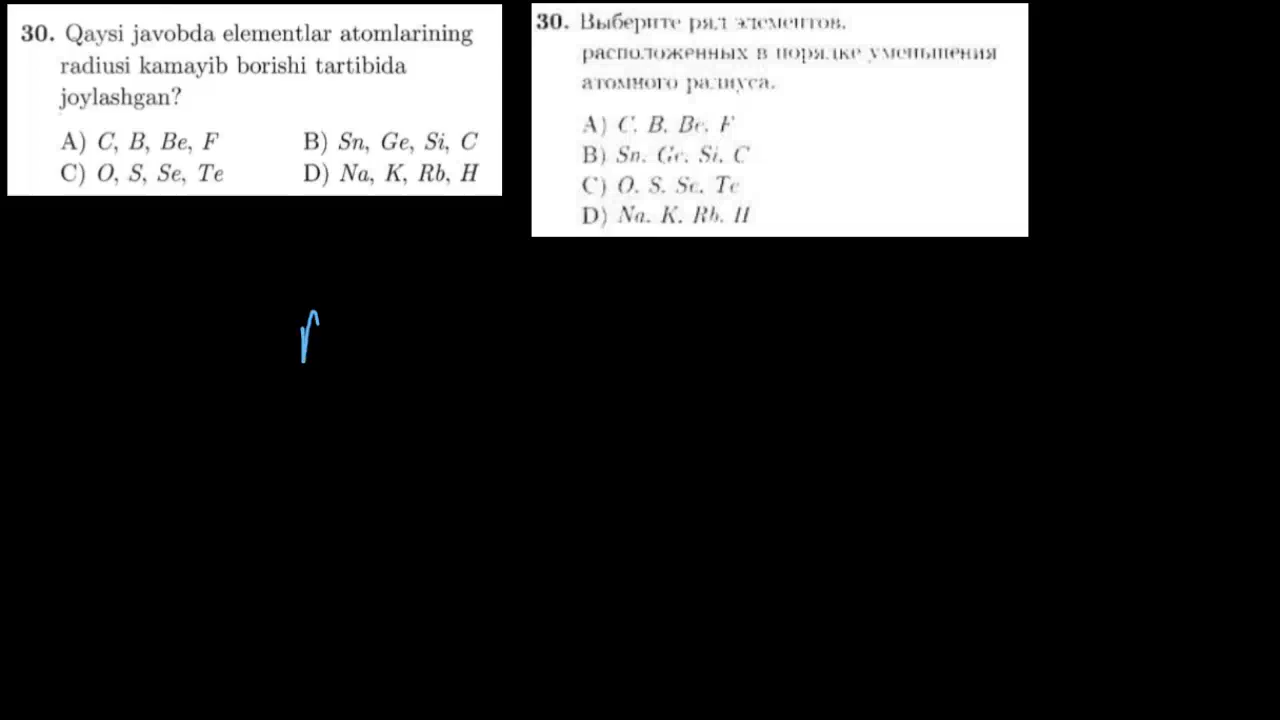 30. Qaysi javobda elementlar atomlarining
radiusi kamayib borishi tartibida
joylashgan?
A) C, B, Be, F B) Sn, Ge, Si, C
C) O, S, Se, Te D) Na, K, Rb, H
30. Выберите ряд элементов,
расположенных в порядке уменьшения
атомного радиуса.
A) C, B, Be, F
B) Sn, Ge, Si, C
C) O, S, Se, Te
D) Na, K, Rb, H
r